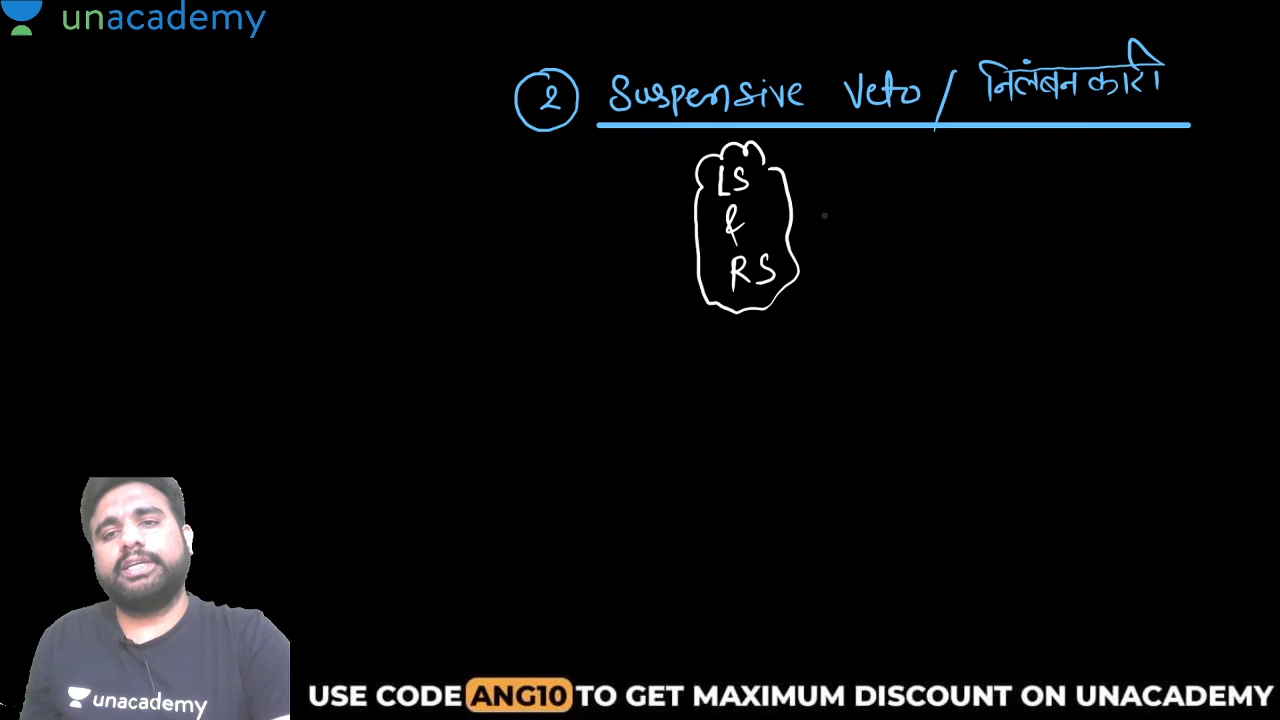 unacademy
2 Suspensive Veto / निलंबनकारी
LS
&
RS
unacademy
USE CODE ANG10 TO GET MAXIMUM DISCOUNT ON UNACADEMY